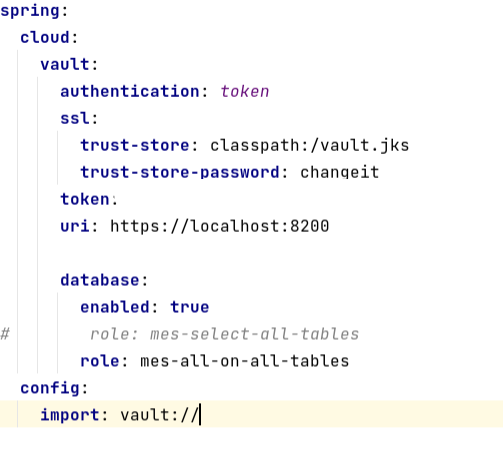 spring:
  cloud:
    vault:
      authentication: token
      ssl:
        trust-store: classpath:/vault.jks
        trust-store-password: changeit
      token:
      uri: https://localhost:8200

      database:
        enabled: true
#        role: mes-select-all-tables
        role: mes-all-on-all-tables
  config:
    import: vault://